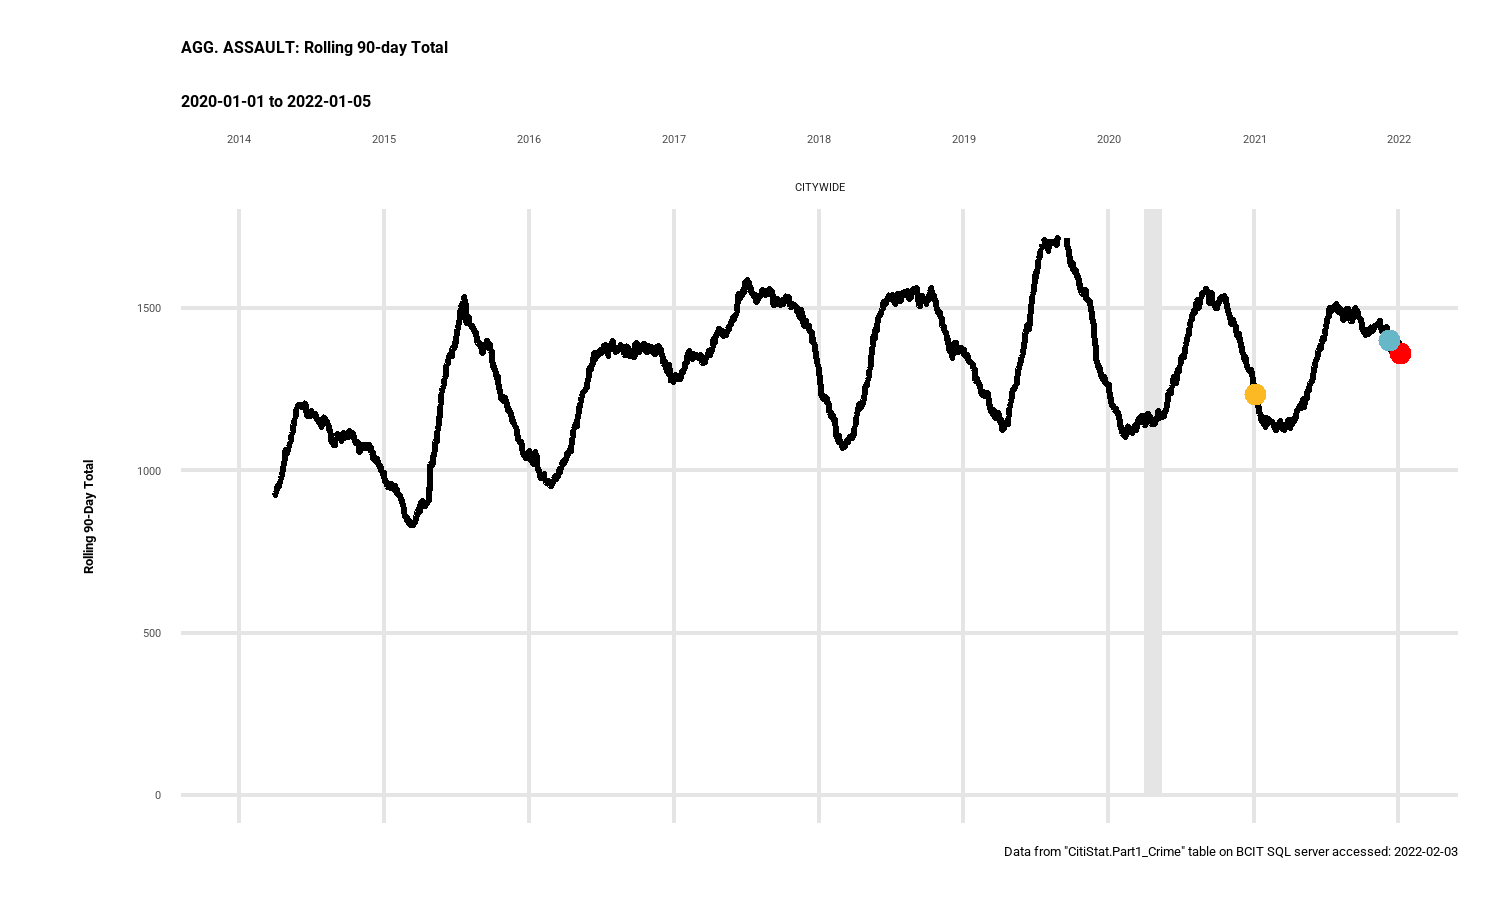 AGG. ASSAULT: Rolling 90-day Total
2020-01-01 to 2022-01-05
2014 2015 2016 2017 2018 2019 2020 2021 2022
CITYWIDE
1500
1000
500
0
Rolling 90-Day Total
Data from "CitiStat.Part1_Crime" table on BCIT SQL server accessed: 2022-02-03